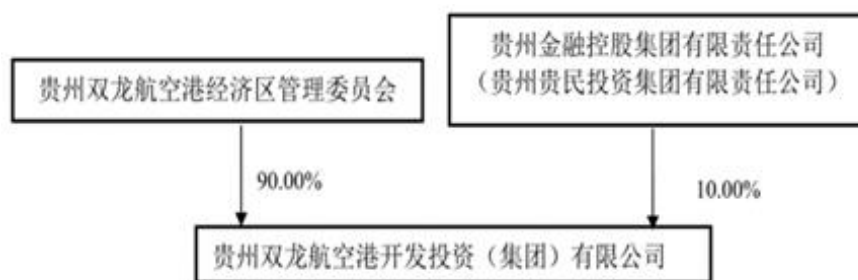 贵州双龙航空港经济区管理委员会
贵州金融控股集团有限责任公司
（贵州贵民投资集团有限责任公司）
90.00%
10.00%
贵州双龙航空港开发投资（集团）有限公司